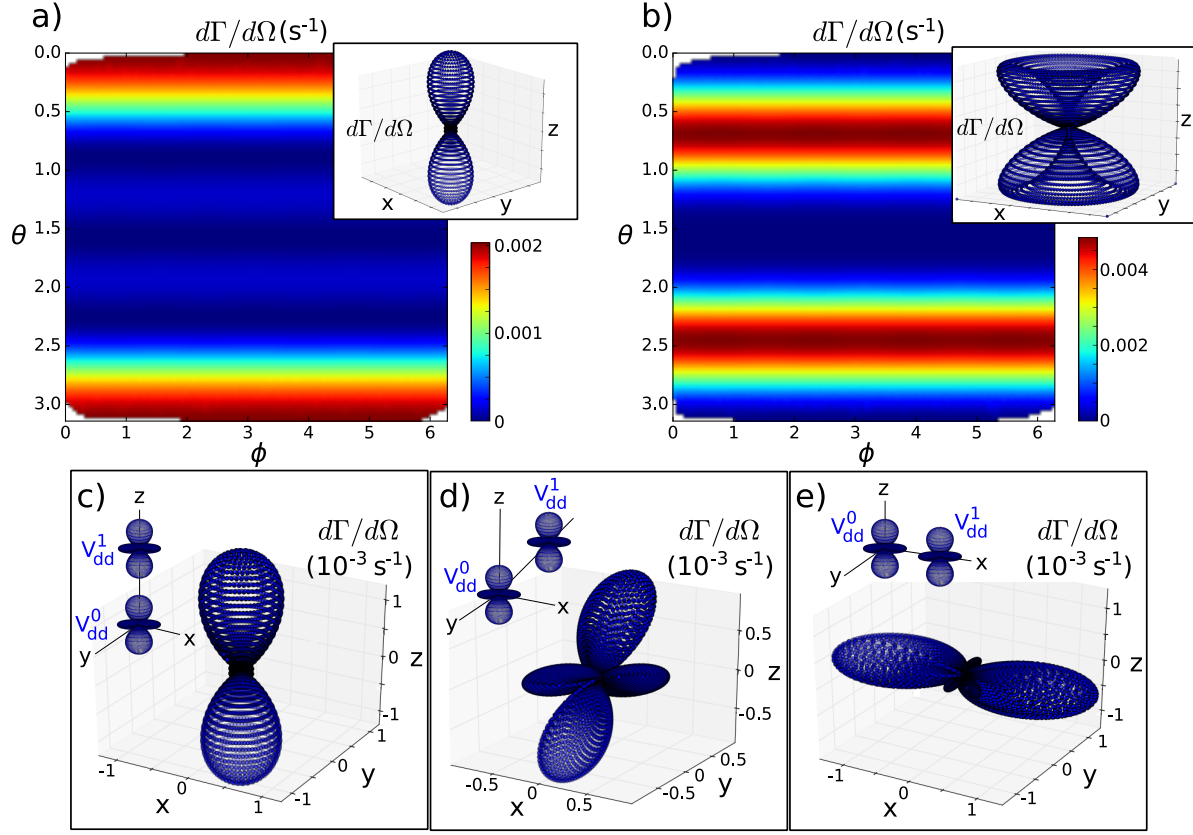 a)
dΓ/dΩ(s⁻¹)
0.0
0.5
1.0
1.5
2.0
2.5
3.0
θ
0 1 2 3 4 5 6
ϕ
dΓ/dΩ
x
y
z
0.002
0.001
0
b)
dΓ/dΩ(s⁻¹)
0.0
0.5
1.0
1.5
2.0
2.5
3.0
θ
0 1 2 3 4 5 6
ϕ
dΓ/dΩ
x
y
z
0.004
0.002
0
c)
z
V¹dd
V⁰dd
x
y
dΓ/dΩ
(10⁻³ s⁻¹)
1
0
-1
z
-1
0
1
x
1
0
-1
y
d)
z
V¹dd
V⁰dd
x
y
dΓ/dΩ
(10⁻³ s⁻¹)
0.5
0
-0.5
z
-0.5
0
0.5
x
0.5
0
-0.5
y
e)
z
V⁰dd
V¹dd
x
y
dΓ/dΩ
(10⁻³ s⁻¹)
1
0
-1
z
-1
0
1
x
1
0
-1
y